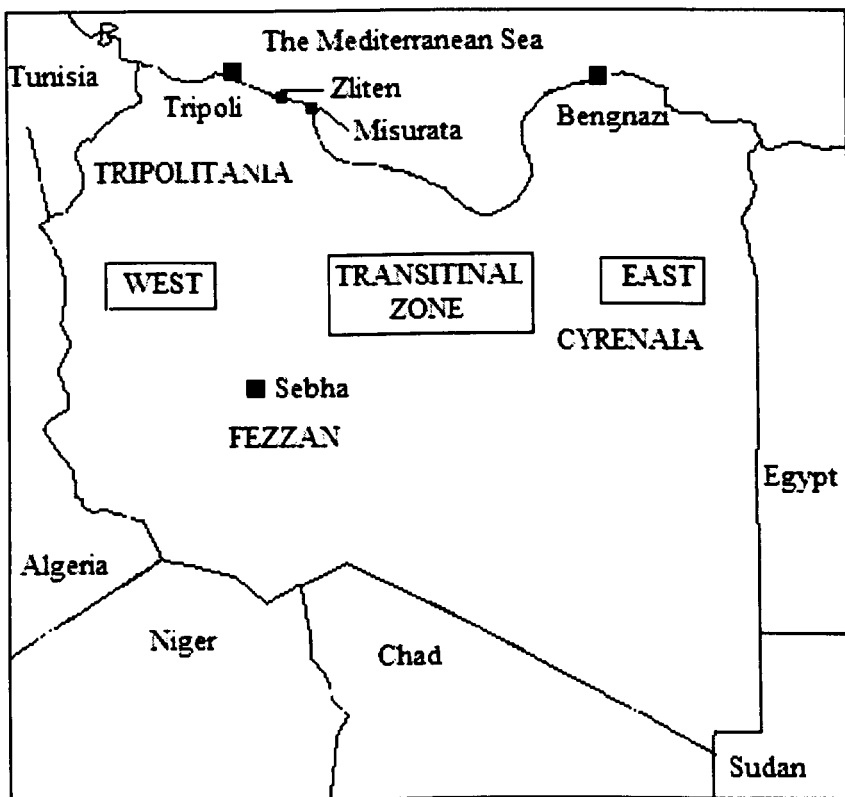 The Mediterranean Sea
Tunisia
Zliten
Tripoli
Bengnazi
Misurata
TRIPOLITANIA
WEST
TRANSITINAL
ZONE
EAST
CYRENAIA
Sebha
FEZZAN
Egypt
Algeria
Niger
Chad
Sudan